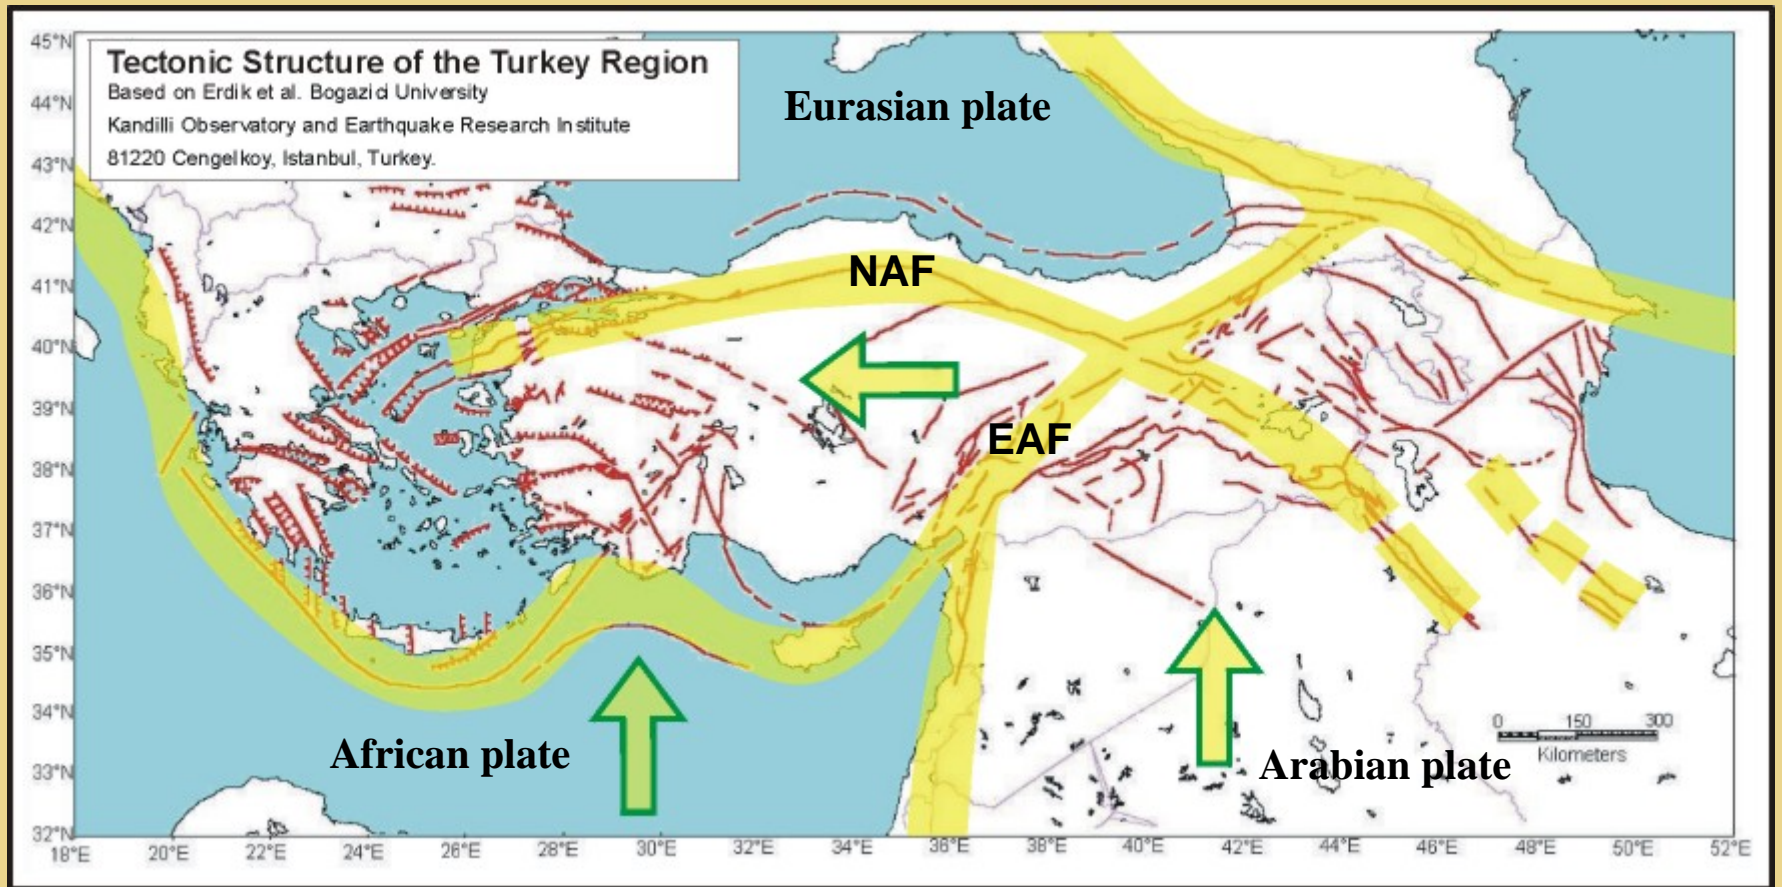 Tectonic Structure of the Turkey Region
Based on Erdik et al. Bogazici University
Kandilli Observatory and Earthquake Research Institute
81220 Cengelkoy, Istanbul, Turkey.
45°N
44°N
43°N
42°N
41°N
40°N
39°N
38°N
37°N
36°N
35°N
34°N
33°N
32°N
Eurasian plate
NAF
EAF
African plate
Arabian plate
0 150 300
Kilometers
18°E 20°E 22°E 24°E 26°E 28°E 30°E 32°E 34°E 36°E 38°E 40°E 42°E 44°E 46°E 48°E 50°E 52°E